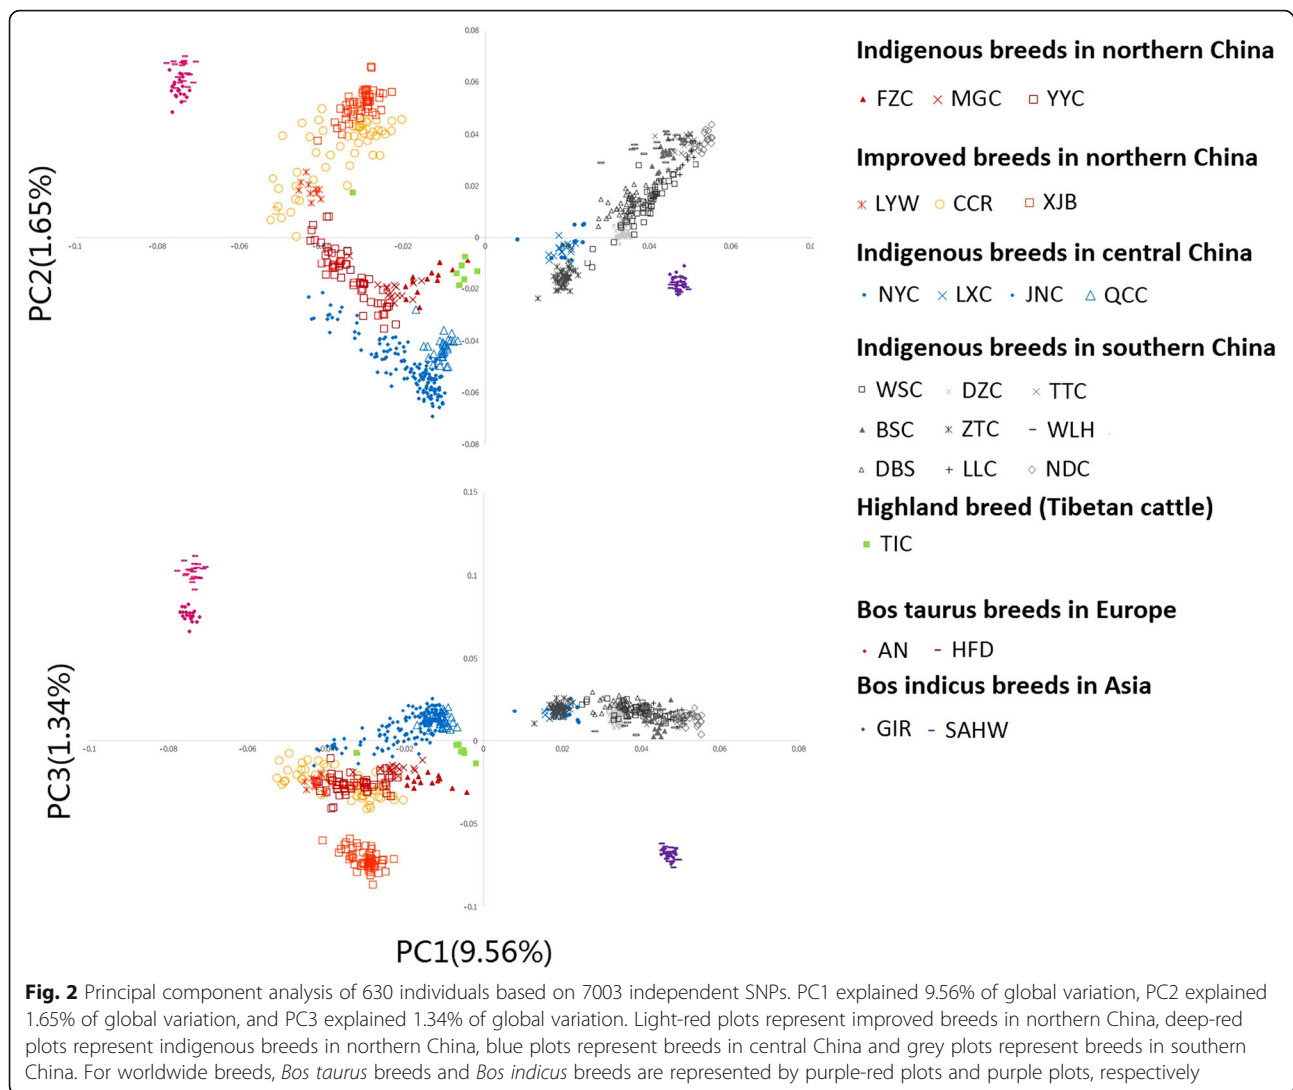 0.08
0.06
0.04
0.02
0
-0.1
-0.08
-0.06
-0.04
-0.02
0
0.02
0.04
0.06
-0.02
-0.04
-0.06
-0.08
PC2(1.65%)
0.15
0.1
0.05
0
-0.1
-0.08
-0.06
-0.04
-0.02
0
0.02
0.04
0.06
0.08
-0.05
-0.1
PC3(1.34%)
PC1(9.56%)
Indigenous breeds in northern China
FZC MGC YYC
Improved breeds in northern China
LYW CCR XJB
Indigenous breeds in central China
NYC LXC JNC QCC
Indigenous breeds in southern China
WSC DZC TTC
BSC ZTC WLH
DBS LLC NDC
Highland breed (Tibetan cattle)
TIC
Bos taurus breeds in Europe
AN HFD
Bos indicus breeds in Asia
GIR SAHW
Fig. 2 Principal component analysis of 630 individuals based on 7003 independent SNPs. PC1 explained 9.56% of global variation, PC2 explained
1.65% of global variation, and PC3 explained 1.34% of global variation. Light-red plots represent improved breeds in northern China, deep-red
plots represent indigenous breeds in northern China, blue plots represent breeds in central China and grey plots represent breeds in southern
China. For worldwide breeds, Bos taurus breeds and Bos indicus breeds are represented by purple-red plots and purple plots, respectively